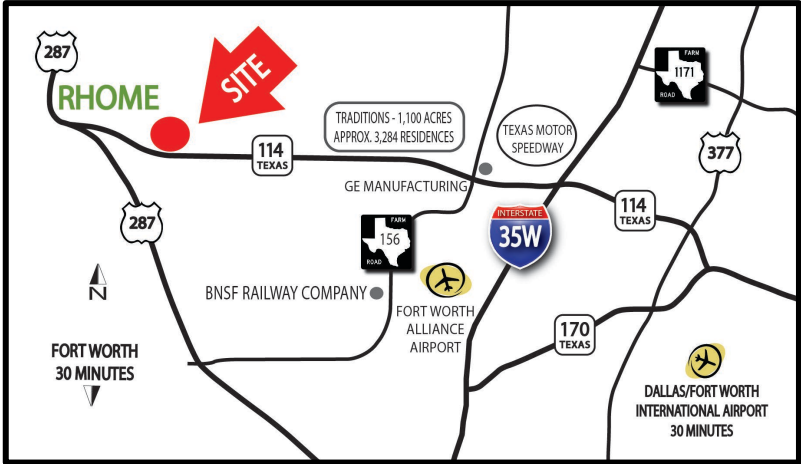 287
RHOME
SITE
TRADITIONS - 1,100 ACRES
APPROX. 3,284 RESIDENCES
TEXAS MOTOR
SPEEDWAY
FARM
1171
ROAD
377
114
TEXAS
GE MANUFACTURING
287
FARM
156
ROAD
INTERSTATE
35W
114
TEXAS
N
BNSF RAILWAY COMPANY
FORT WORTH
ALLIANCE
AIRPORT
170
TEXAS
FORT WORTH
30 MINUTES
DALLAS/FORT WORTH
INTERNATIONAL AIRPORT
30 MINUTES